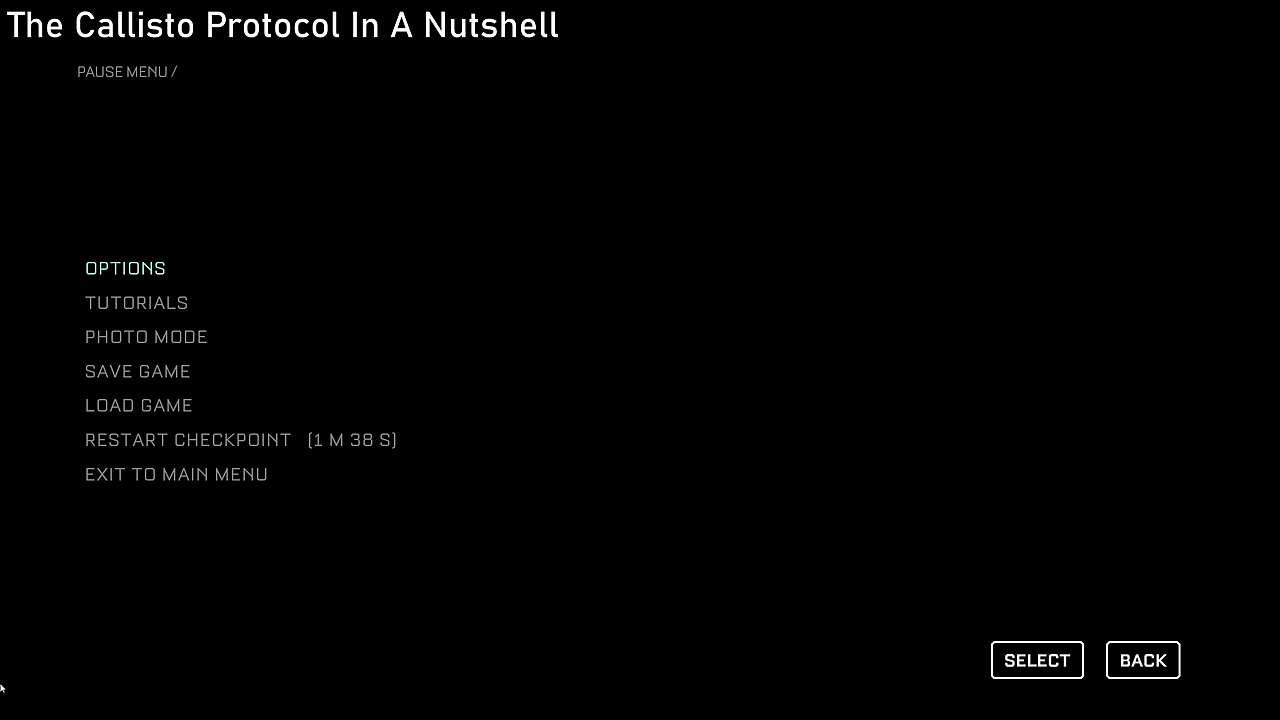 The Callisto Protocol In A Nutshell
PAUSE MENU /
OPTIONS
TUTORIALS
PHOTO MODE
SAVE GAME
LOAD GAME
RESTART CHECKPOINT (1 M 38 S)
EXIT TO MAIN MENU
SELECT BACK